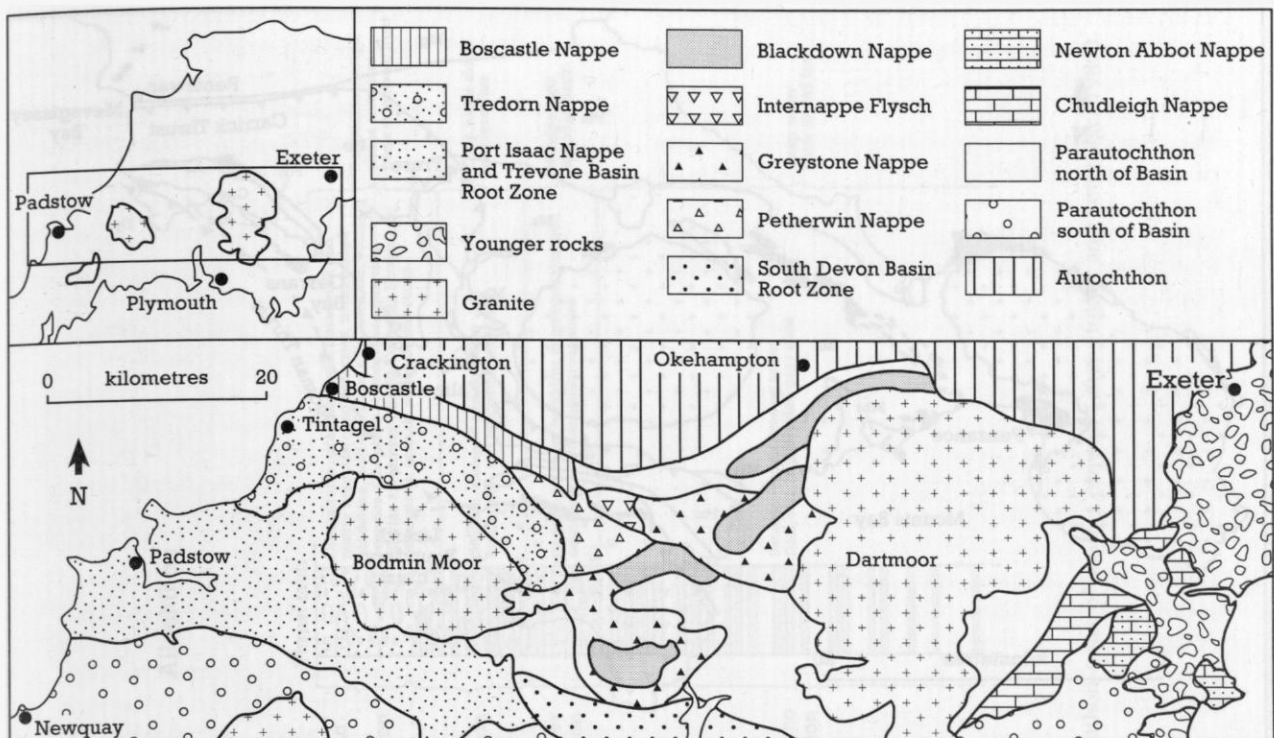 Exeter
Padstow
Plymouth
Boscastle Nappe
Tredorn Nappe
Port Isaac Nappe
and Trevone Basin
Root Zone
Younger rocks
Granite
Blackdown Nappe
Internappe Flysch
Greystone Nappe
Petherwin Nappe
South Devon Basin
Root Zone
Newton Abbot Nappe
Chudleigh Nappe
Parautochthon
north of Basin
Parautochthon
south of Basin
Autochthon
0 kilometres 20
Crackington
Boscastle
Tintagel
N
Padstow
Bodmin Moor
Newquay
Okehampton
Exeter
Dartmoor